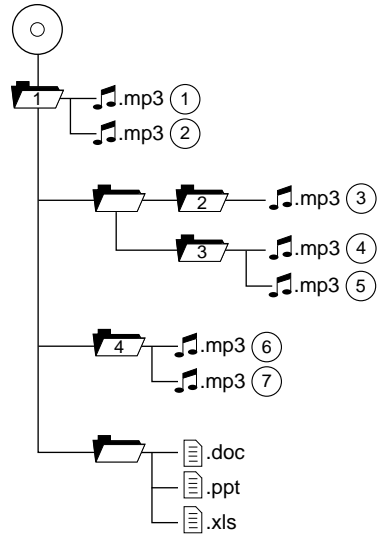 1 .mp3 1
.mp3 2
2 .mp3 3
3 .mp3 4
.mp3 5
4 .mp3 6
.mp3 7
.doc
.ppt
.xls